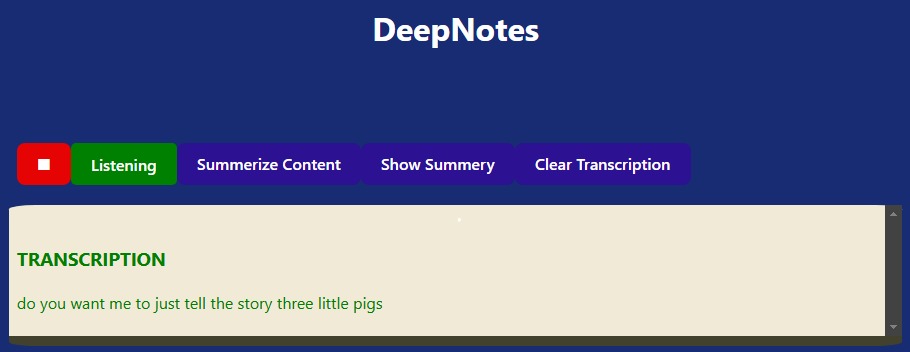 DeepNotes
Listening Summerize Content Show Summery Clear Transcription
TRANSCRIPTION
do you want me to just tell the story three little pigs